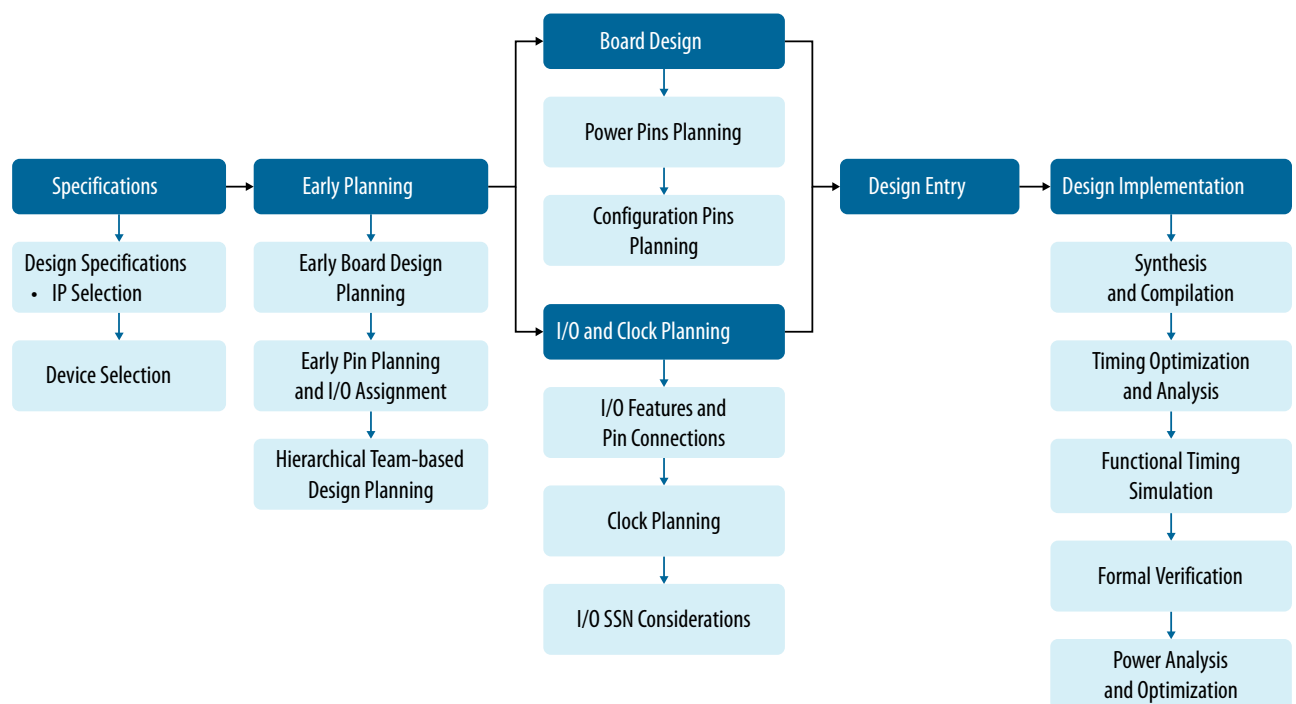 Specifications
Design Specifications
• IP Selection
Device Selection
Early Planning
Early Board Design
Planning
Early Pin Planning
and I/O Assignment
Hierarchical Team-based
Design Planning
Board Design
Power Pins Planning
Configuration Pins
Planning
I/O and Clock Planning
I/O Features and
Pin Connections
Clock Planning
I/O SSN Considerations
Design Entry
Design Implementation
Synthesis
and Compilation
Timing Optimization
and Analysis
Functional Timing
Simulation
Formal Verification
Power Analysis
and Optimization